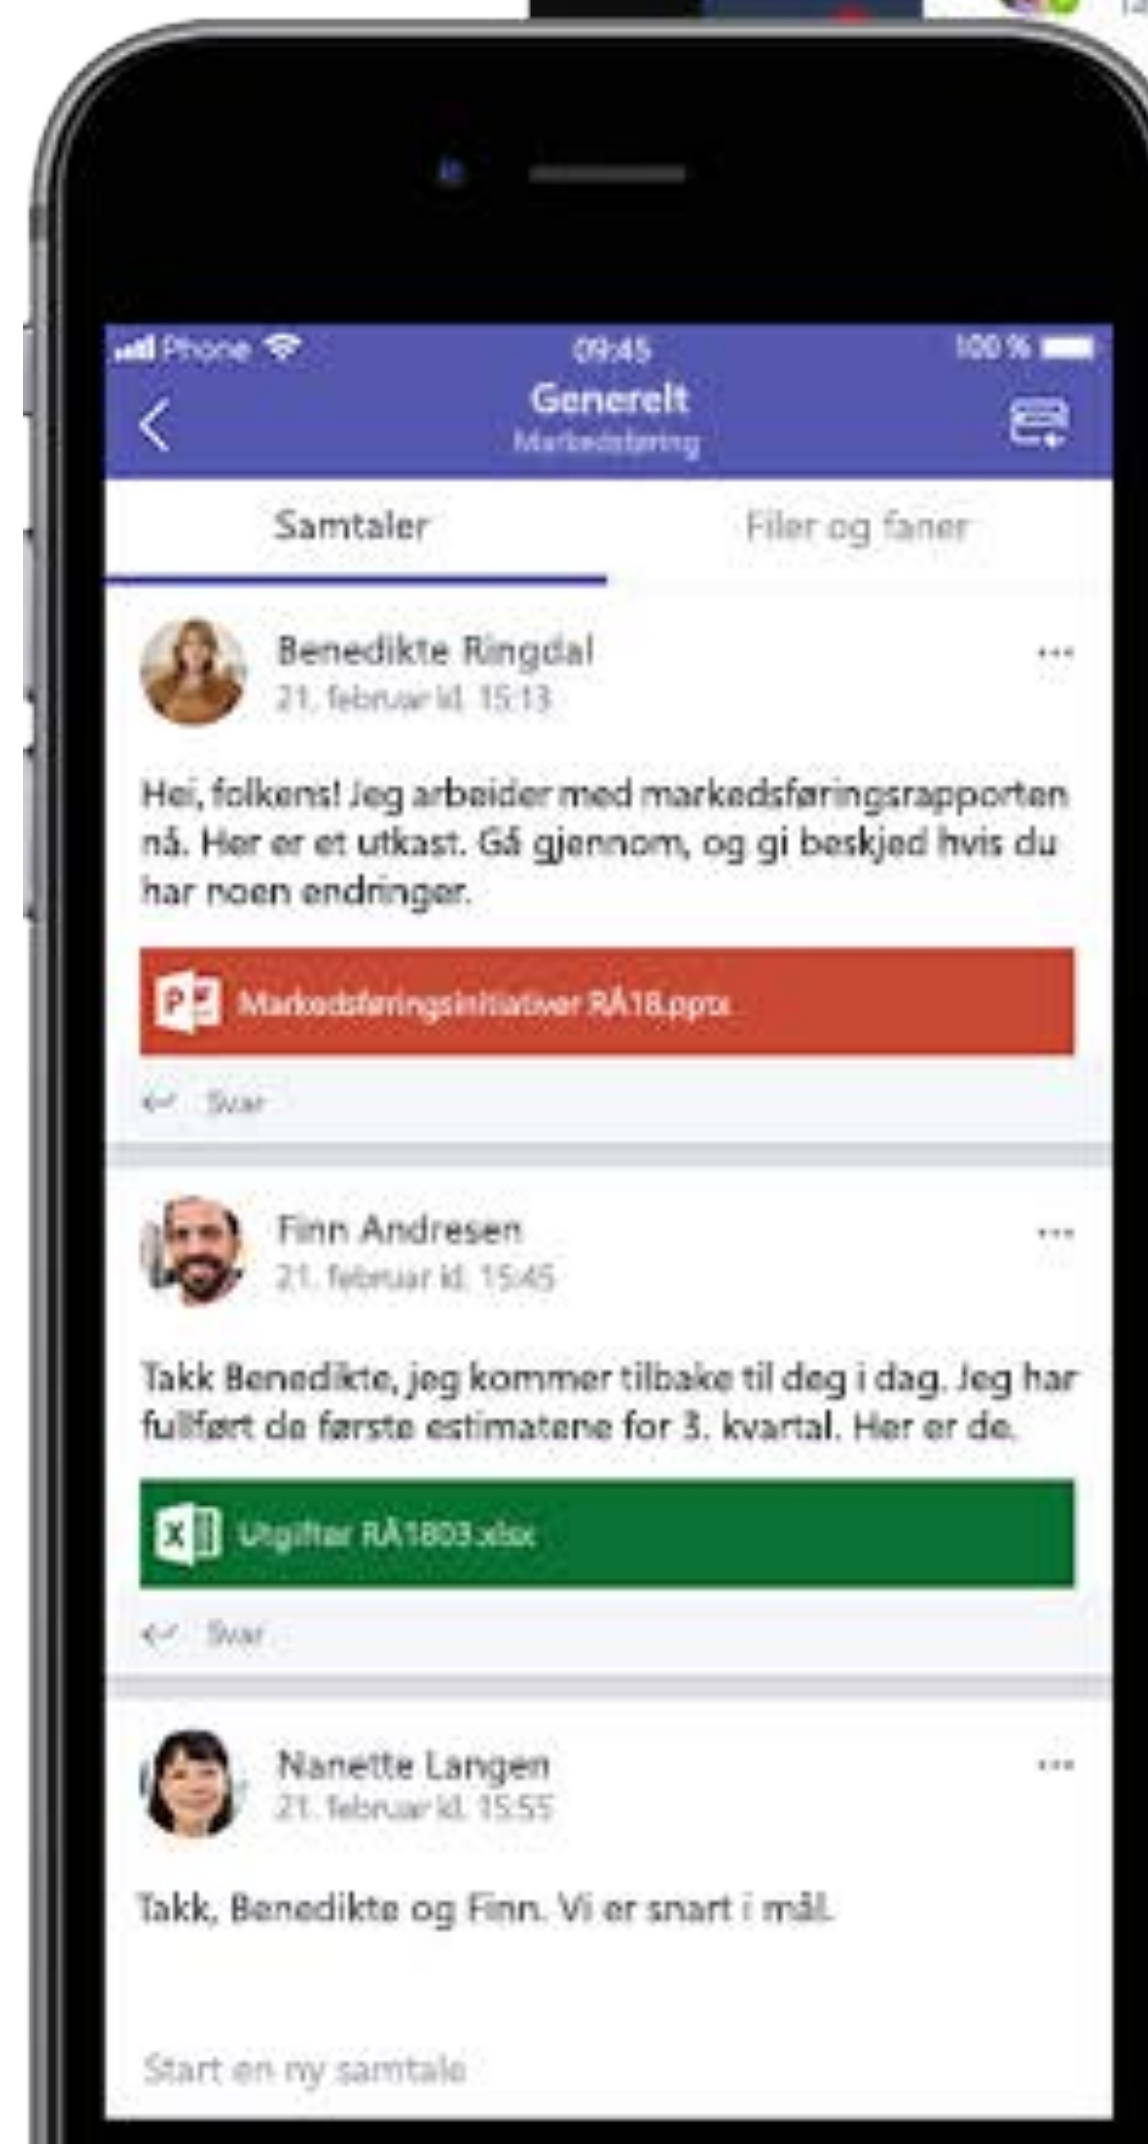 Phone
09:45
100 %
Generelt
Markedsføring
Samtaler
Filer og faner
Benedikte Ringdal
21. februar kl. 15:13
Hei, folkens! Jeg arbeider med markedsføringsrapporten
nå. Her er et utkast. Gå gjennom, og gi beskjed hvis du
har noen endringer.
Markedsføringsinitiativer RÅ18.pptx
Svar
Finn Andresen
21. februar kl. 15:45
Takk Benedikte, jeg kommer tilbake til deg i dag. Jeg har
fullført de første estimatene for 3. kvartal. Her er de.
Utgifter RÅ1803.xlsx
Svar
Nanette Langen
21. februar kl. 15:55
Takk, Benedikte og Finn. Vi er snart i mål.
Start en ny samtale